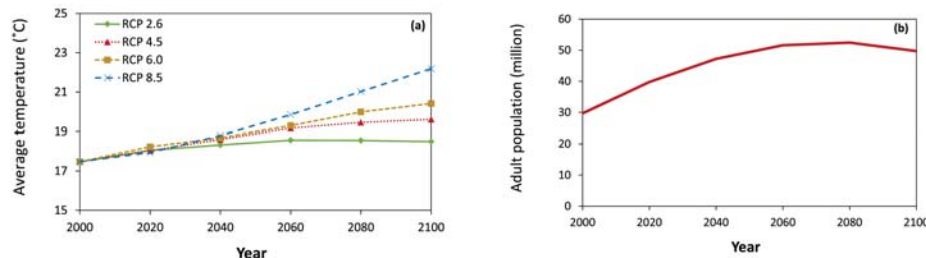 (a)
RCP 2.6
RCP 4.5
RCP 6.0
RCP 8.5
Average temperature (˚C)
25
23
21
19
17
15
2000 2020 2040 2060 2080 2100
Year
(b)
Adult population (million)
60
50
40
30
20
10
0
2000 2020 2040 2060 2080 2100
Year